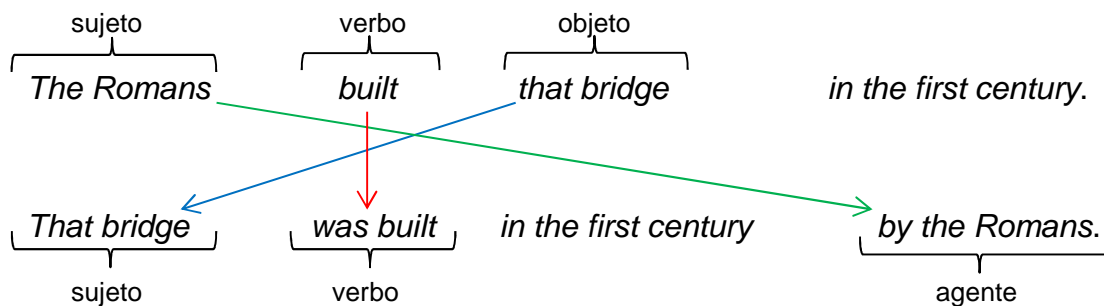 sujeto verbo objeto
The Romans built that bridge in the first century.
That bridge was built in the first century by the Romans.
sujeto verbo agente